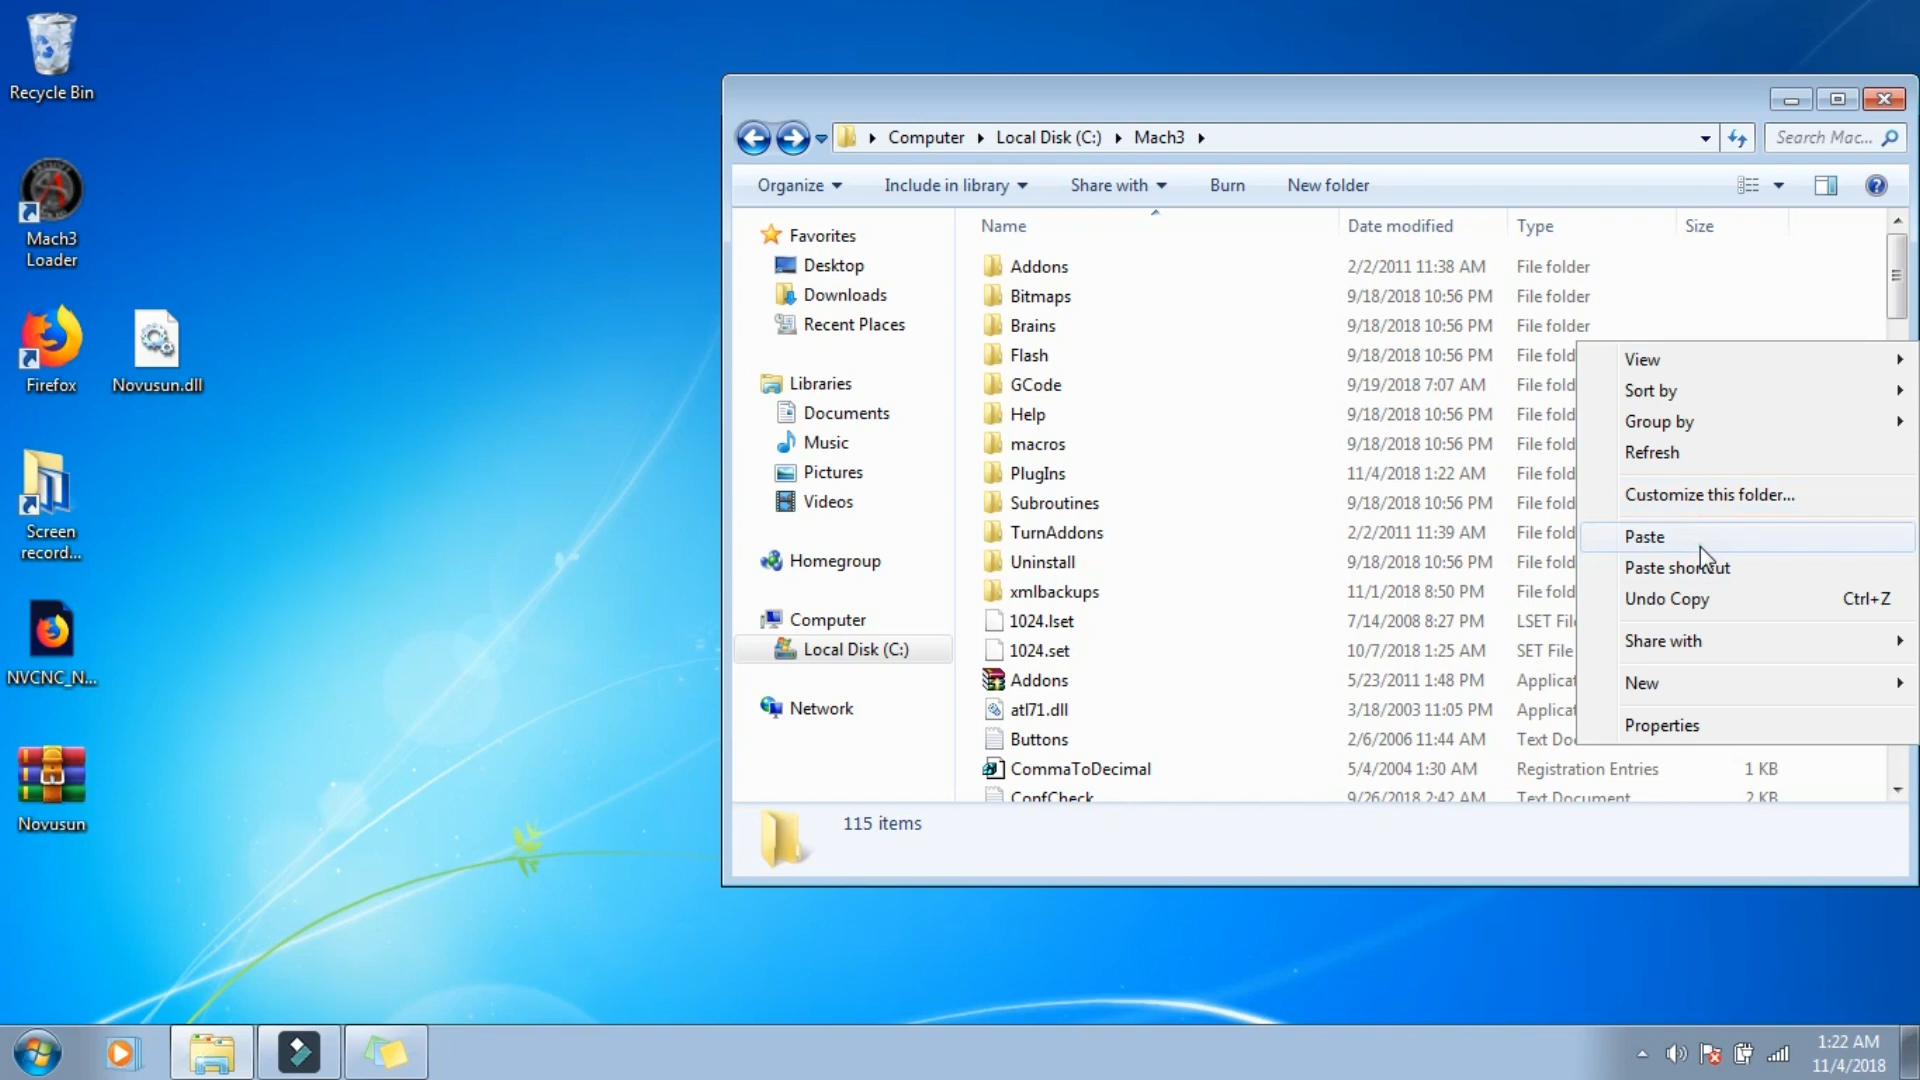 Recycle Bin
Mach3
Loader
Firefox
Novusun.dll
Screen
record...
NVCNC_N...
Novusun
Computer
Local Disk (C:)
Mach3
Search Mac...
Organize
Include in library
Share with
Burn
New folder
Favorites
Desktop
Downloads
Recent Places
Libraries
Documents
Music
Pictures
Videos
Homegroup
Computer
Local Disk (C:)
Network
Name Date modified Type Size
Addons 2/2/2011 11:38 AM File folder
Bitmaps 9/18/2018 10:56 PM File folder
Brains 9/18/2018 10:56 PM File folder
Flash 9/18/2018 10:56 PM File fold
GCode 9/19/2018 7:07 AM File fold
Help 9/18/2018 10:56 PM File fold
macros 9/18/2018 10:56 PM File fold
PlugIns 11/4/2018 1:22 AM File fold
Subroutines 9/18/2018 10:56 PM File fold
TurnAddons 2/2/2011 11:39 AM File fold
Uninstall 9/18/2018 10:56 PM File fold
xmlbackups 11/1/2018 8:50 PM File fold
1024.lset 7/14/2008 8:27 PM LSET File
1024.set 10/7/2018 1:25 AM SET File
Addons 5/23/2011 1:48 PM Applicat
atl71.dll 3/18/2003 11:05 PM Applicat
Buttons 2/6/2006 11:44 AM Text Do
CommaToDecimal 5/4/2004 1:30 AM Registration Entries 1 KB
ConfCheck 9/26/2018 2:42 AM Text Document 2 KB
View
Sort by
Group by
Refresh
Customize this folder...
Paste
Paste shortcut
Undo Copy Ctrl+Z
Share with
New
Properties
115 items
1:22 AM
11/4/2018